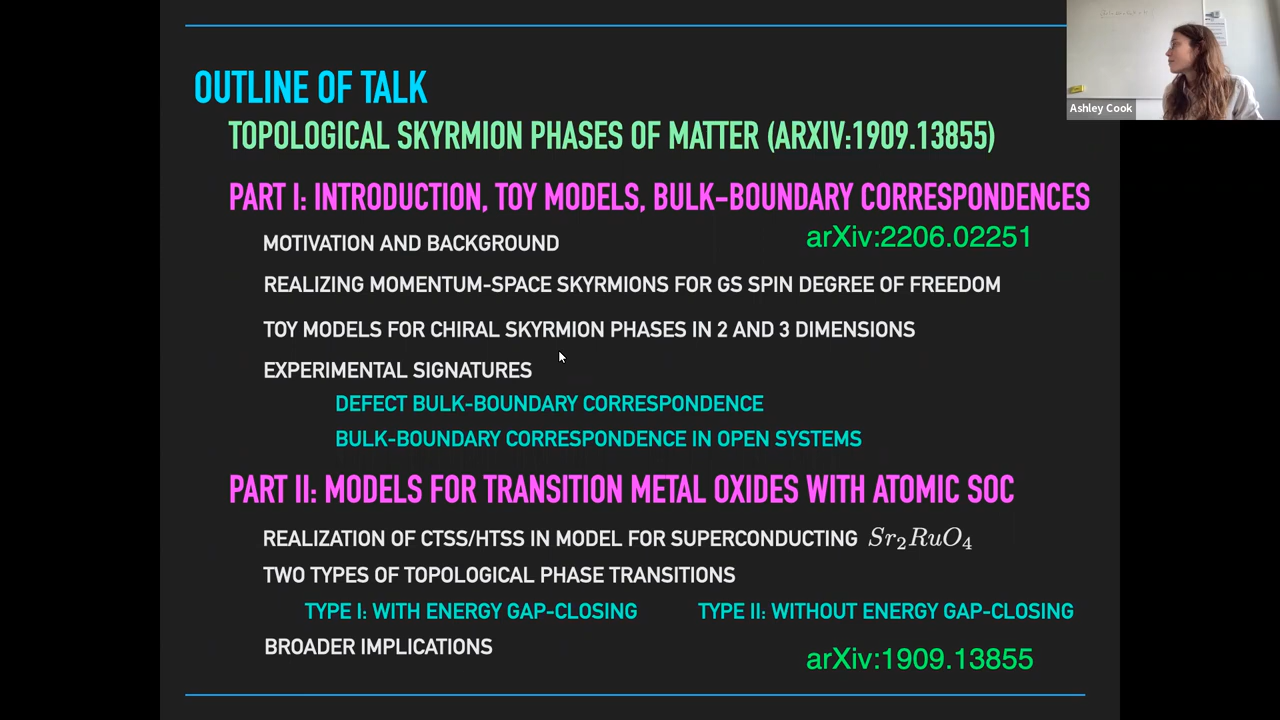 OUTLINE OF TALK
TOPOLOGICAL SKYRMION PHASES OF MATTER (ARXIV:1909.13855)
PART I: INTRODUCTION, TOY MODELS, BULK-BOUNDARY CORRESPONDENCES
MOTIVATION AND BACKGROUND
arXiv:2206.02251
REALIZING MOMENTUM-SPACE SKYRMIONS FOR GS SPIN DEGREE OF FREEDOM
TOY MODELS FOR CHIRAL SKYRMION PHASES IN 2 AND 3 DIMENSIONS
EXPERIMENTAL SIGNATURES
DEFECT BULK-BOUNDARY CORRESPONDENCE
BULK-BOUNDARY CORRESPONDENCE IN OPEN SYSTEMS
PART II: MODELS FOR TRANSITION METAL OXIDES WITH ATOMIC SOC
REALIZATION OF CTSS/HTSS IN MODEL FOR SUPERCONDUCTING Sr₂RuO₄
TWO TYPES OF TOPOLOGICAL PHASE TRANSITIONS
TYPE I: WITH ENERGY GAP-CLOSING TYPE II: WITHOUT ENERGY GAP-CLOSING
BROADER IMPLICATIONS
arXiv:1909.13855
Ashley Cook